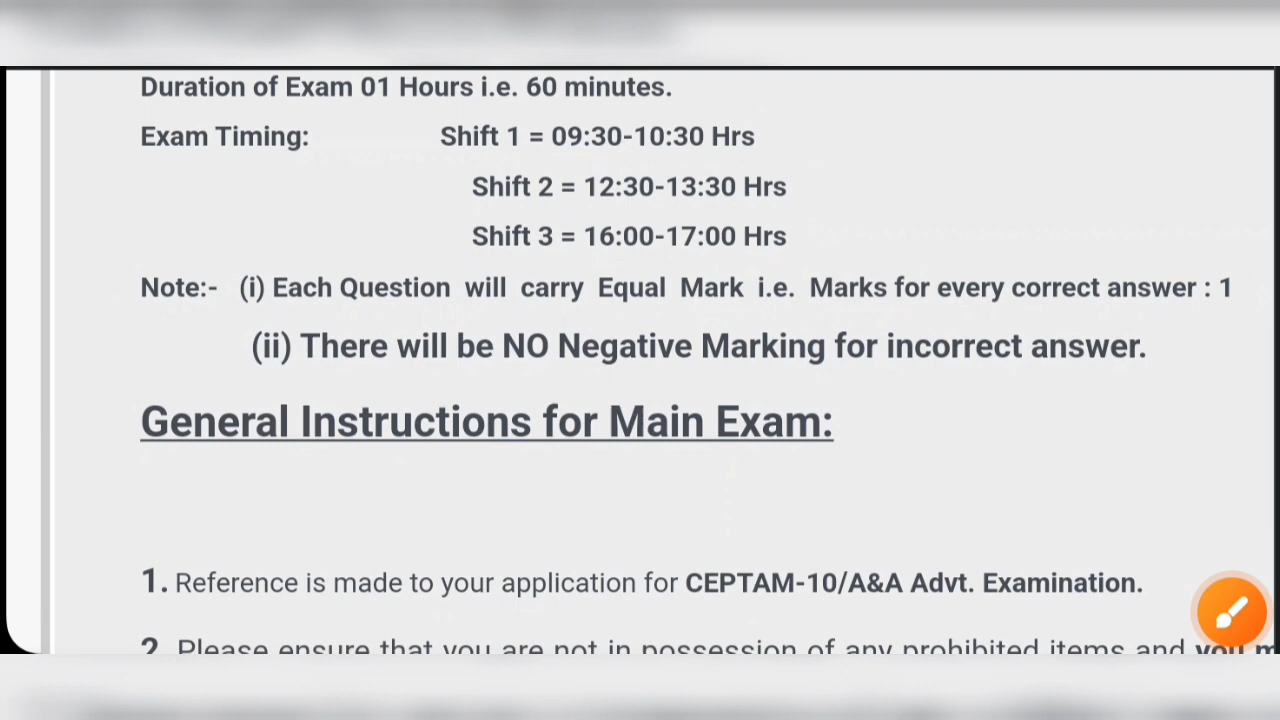 Duration of Exam 01 Hours i.e. 60 minutes.
Exam Timing: Shift 1 = 09:30-10:30 Hrs
Shift 2 = 12:30-13:30 Hrs
Shift 3 = 16:00-17:00 Hrs
Note:- (i) Each Question will carry Equal Mark i.e. Marks for every correct answer : 1
(ii) There will be NO Negative Marking for incorrect answer.
General Instructions for Main Exam:
1. Reference is made to your application for CEPTAM-10/A&A Advt. Examination.
2. Please ensure that you are not in possession of any prohibited items and you